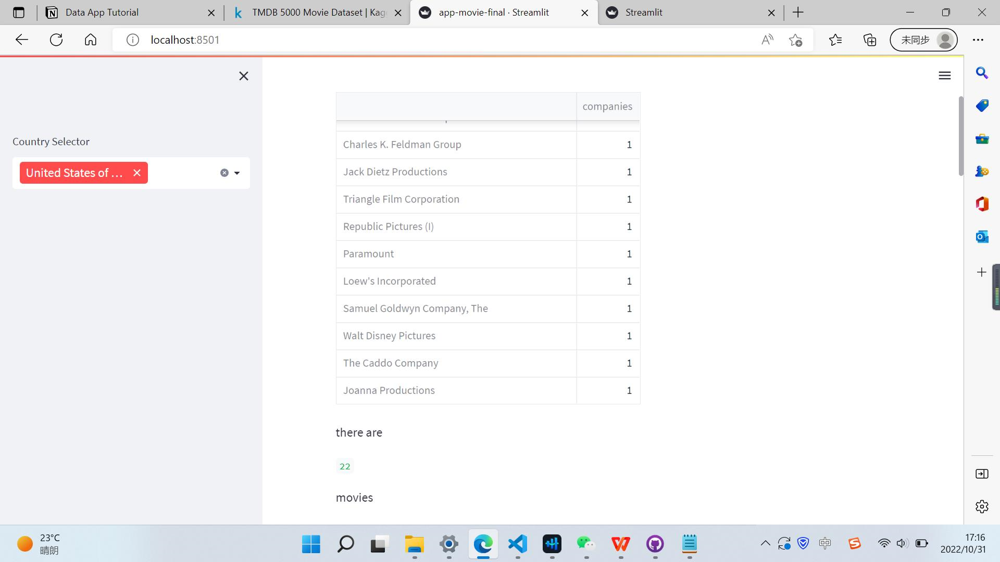 Data App Tutorial
TMDB 5000 Movie Dataset | Kag
app-movie-final · Streamlit
Streamlit
localhost:8501
未同步
Country Selector
United States of ...
companies
Charles K. Feldman Group 1
Jack Dietz Productions 1
Triangle Film Corporation 1
Republic Pictures (I) 1
Paramount 1
Loew's Incorporated 1
Samuel Goldwyn Company, The 1
Walt Disney Pictures 1
The Caddo Company 1
Joanna Productions 1
there are
22
movies
23°C
晴朗
中
17:16
2022/10/31